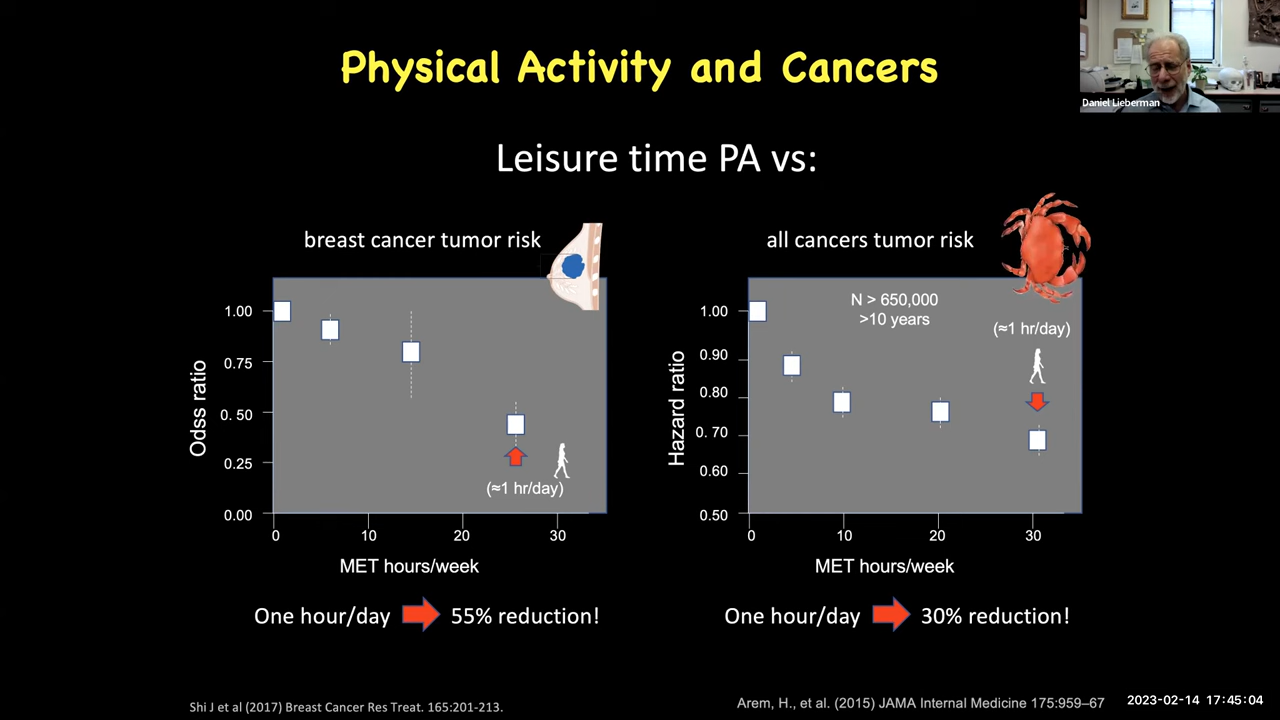 Physical Activity and Cancers
Daniel Lieberman
Leisure time PA vs:
breast cancer tumor risk
Odss ratio
1.00
0.75
0. 50
0.25
0.00
(≈1 hr/day)
0
10
20
30
MET hours/week
One hour/day
55% reduction!
all cancers tumor risk
N > 650,000
>10 years
(≈1 hr/day)
Hazard ratio
1.00
0.90
0.80
0. 70
0.60
0.50
0
10
20
30
MET hours/week
One hour/day
30% reduction!
Shi J et al (2017) Breast Cancer Res Treat. 165:201-213.
Arem, H., et al. (2015) JAMA Internal Medicine 175:959–67
2023-02-14 17:45:04